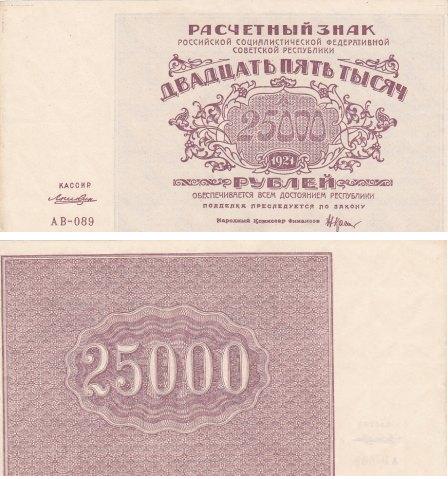 РАСЧЕТНЫЙ ЗНАК
РОССИЙСКОЙ СОЦИАЛИСТИЧЕСКОЙ ФЕДЕРАТИВНОЙ
СОВЕТСКОЙ РЕСПУБЛИКИ
ДВАДЦАТЬ ПЯТЬ ТЫСЯЧ
25000
1921
РУБЛЕЙ
ОБЕСПЕЧИВАЕТСЯ ВСЕМ ДОСТОЯНИЕМ РЕСПУБЛИКИ
ПОДДЕЛКА ПРЕСЛЕДУЕТСЯ ПО ЗАКОНУ
Народный Комиссар Финансов
КАССИР
АВ-089
25000